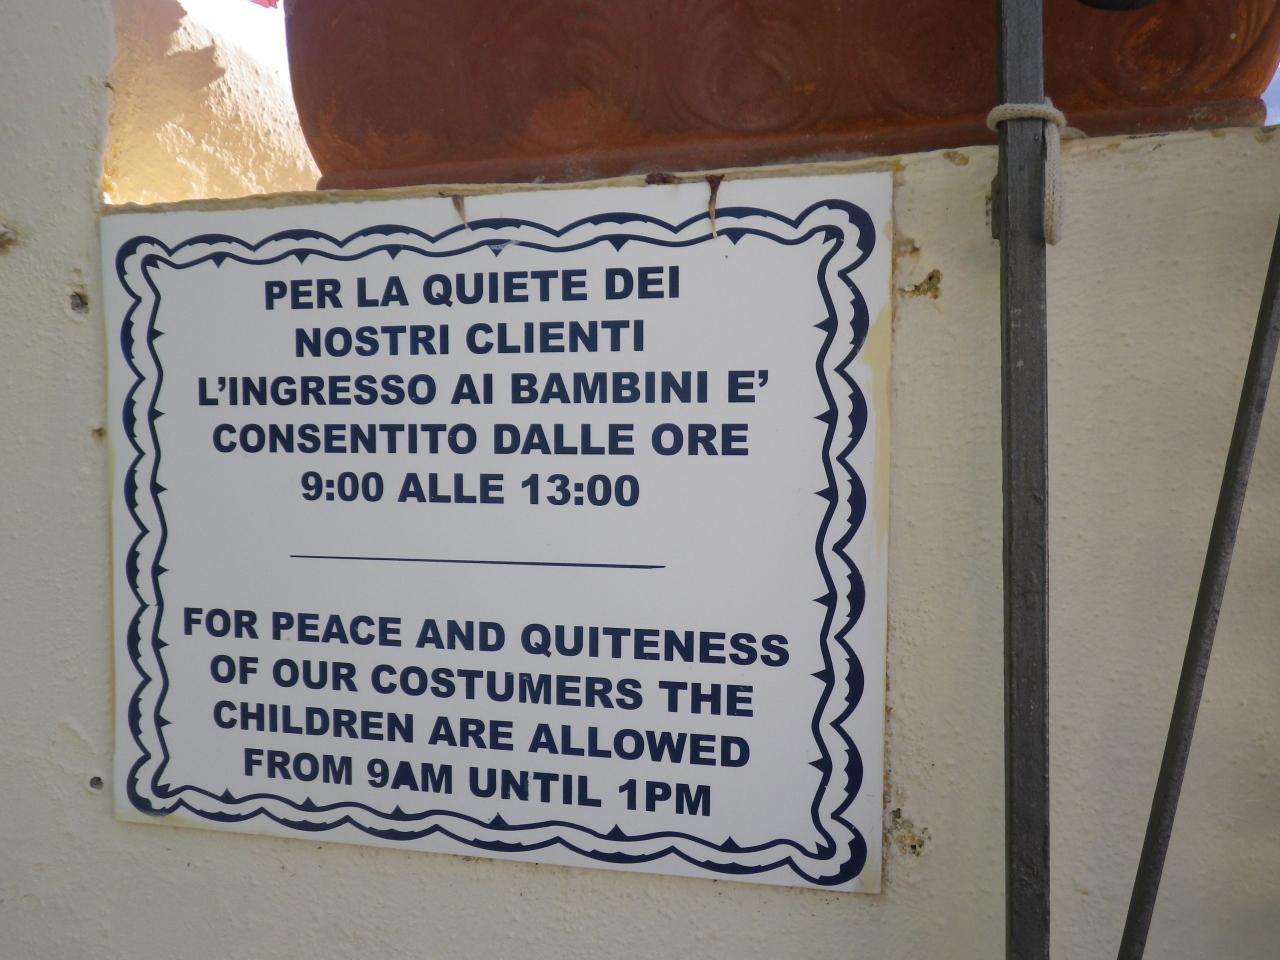 PER LA QUIETE DEI
NOSTRI CLIENTI
L'INGRESSO AI BAMBINI E'
CONSENTITO DALLE ORE
9:00 ALLE 13:00
FOR PEACE AND QUITENESS
OF OUR COSTUMERS THE
CHILDREN ARE ALLOWED
FROM 9AM UNTIL 1PM